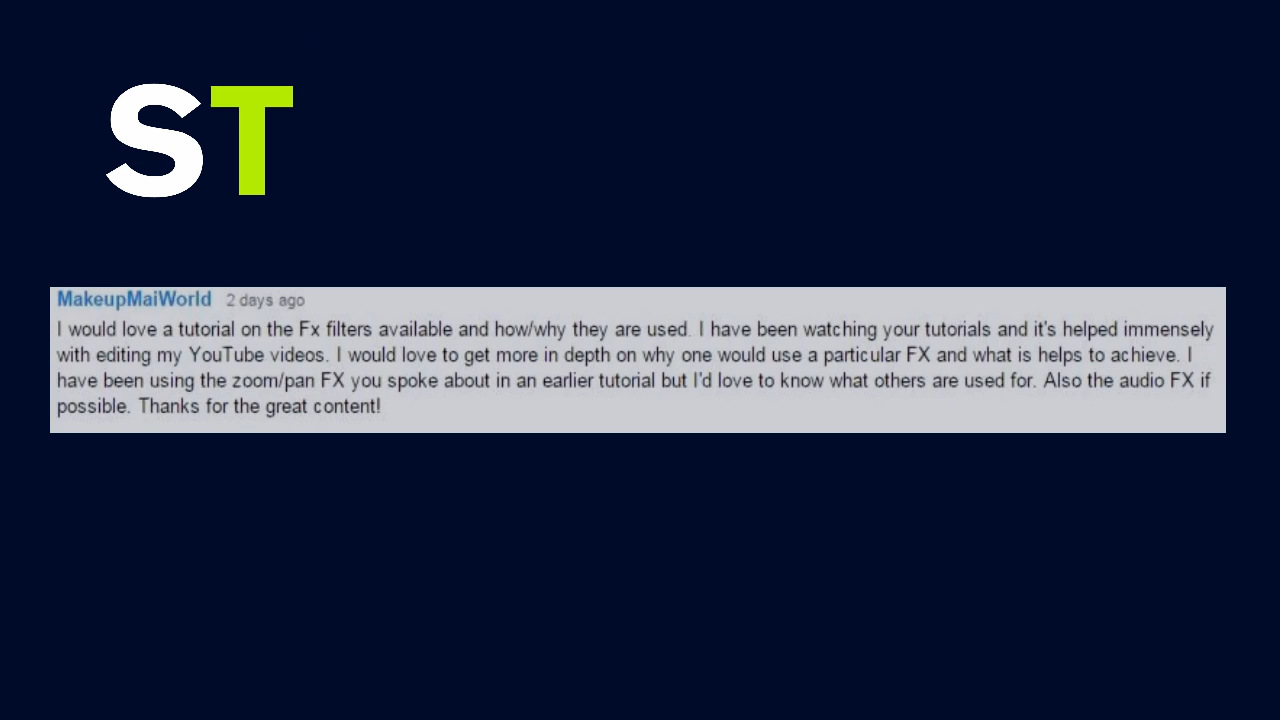 ST
MakeupMaiWorld 2 days ago
I would love a tutorial on the Fx filters available and how/why they are used. I have been watching your tutorials and it's helped immensely
with editing my YouTube videos. I would love to get more in depth on why one would use a particular FX and what is helps to achieve. I
have been using the zoom/pan FX you spoke about in an earlier tutorial but I'd love to know what others are used for. Also the audio FX if
possible. Thanks for the great content!